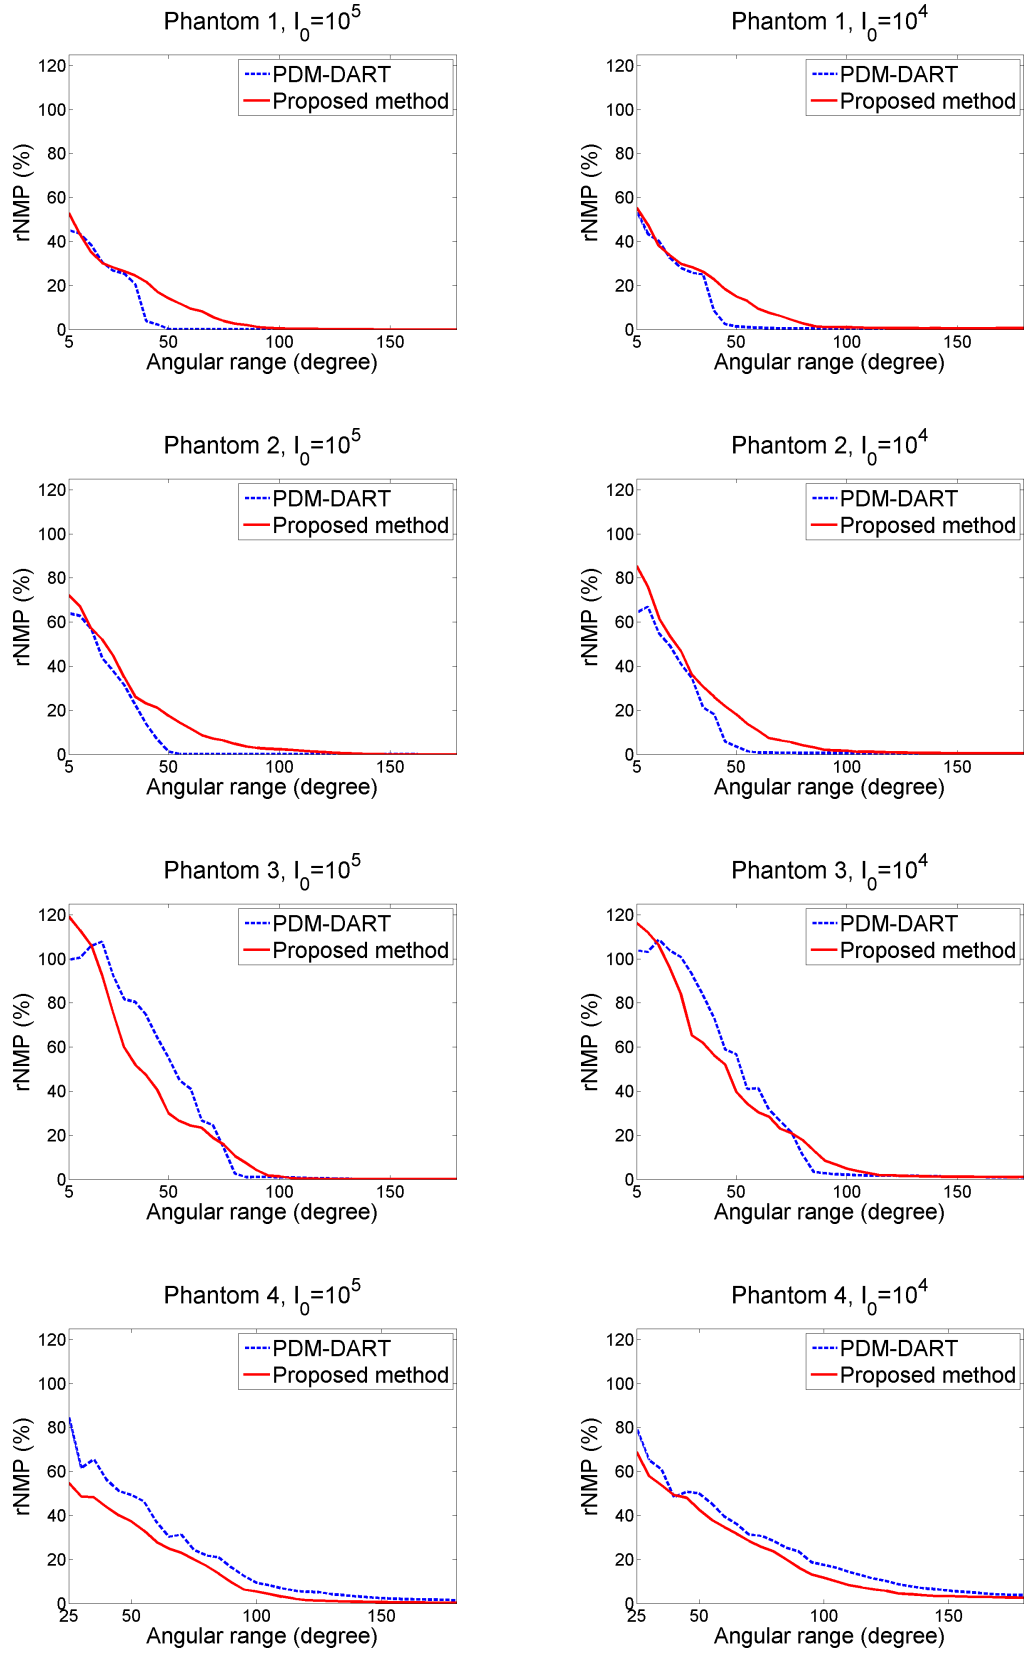 Phantom 1, I0=10^5
120
100
80
60
40
20
0
rNMP (%)
PDM-DART
Proposed method
5 50 100 150
Angular range (degree)
Phantom 1, I0=10^4
120
100
80
60
40
20
0
rNMP (%)
PDM-DART
Proposed method
5 50 100 150
Angular range (degree)
Phantom 2, I0=10^5
120
100
80
60
40
20
0
rNMP (%)
PDM-DART
Proposed method
5 50 100 150
Angular range (degree)
Phantom 2, I0=10^4
120
100
80
60
40
20
0
rNMP (%)
PDM-DART
Proposed method
5 50 100 150
Angular range (degree)
Phantom 3, I0=10^5
120
100
80
60
40
20
0
rNMP (%)
PDM-DART
Proposed method
5 50 100 150
Angular range (degree)
Phantom 3, I0=10^4
120
100
80
60
40
20
0
rNMP (%)
PDM-DART
Proposed method
5 50 100 150
Angular range (degree)
Phantom 4, I0=10^5
120
100
80
60
40
20
0
rNMP (%)
PDM-DART
Proposed method
25 50 100 150
Angular range (degree)
Phantom 4, I0=10^4
120
100
80
60
40
20
0
rNMP (%)
PDM-DART
Proposed method
25 50 100 150
Angular range (degree)